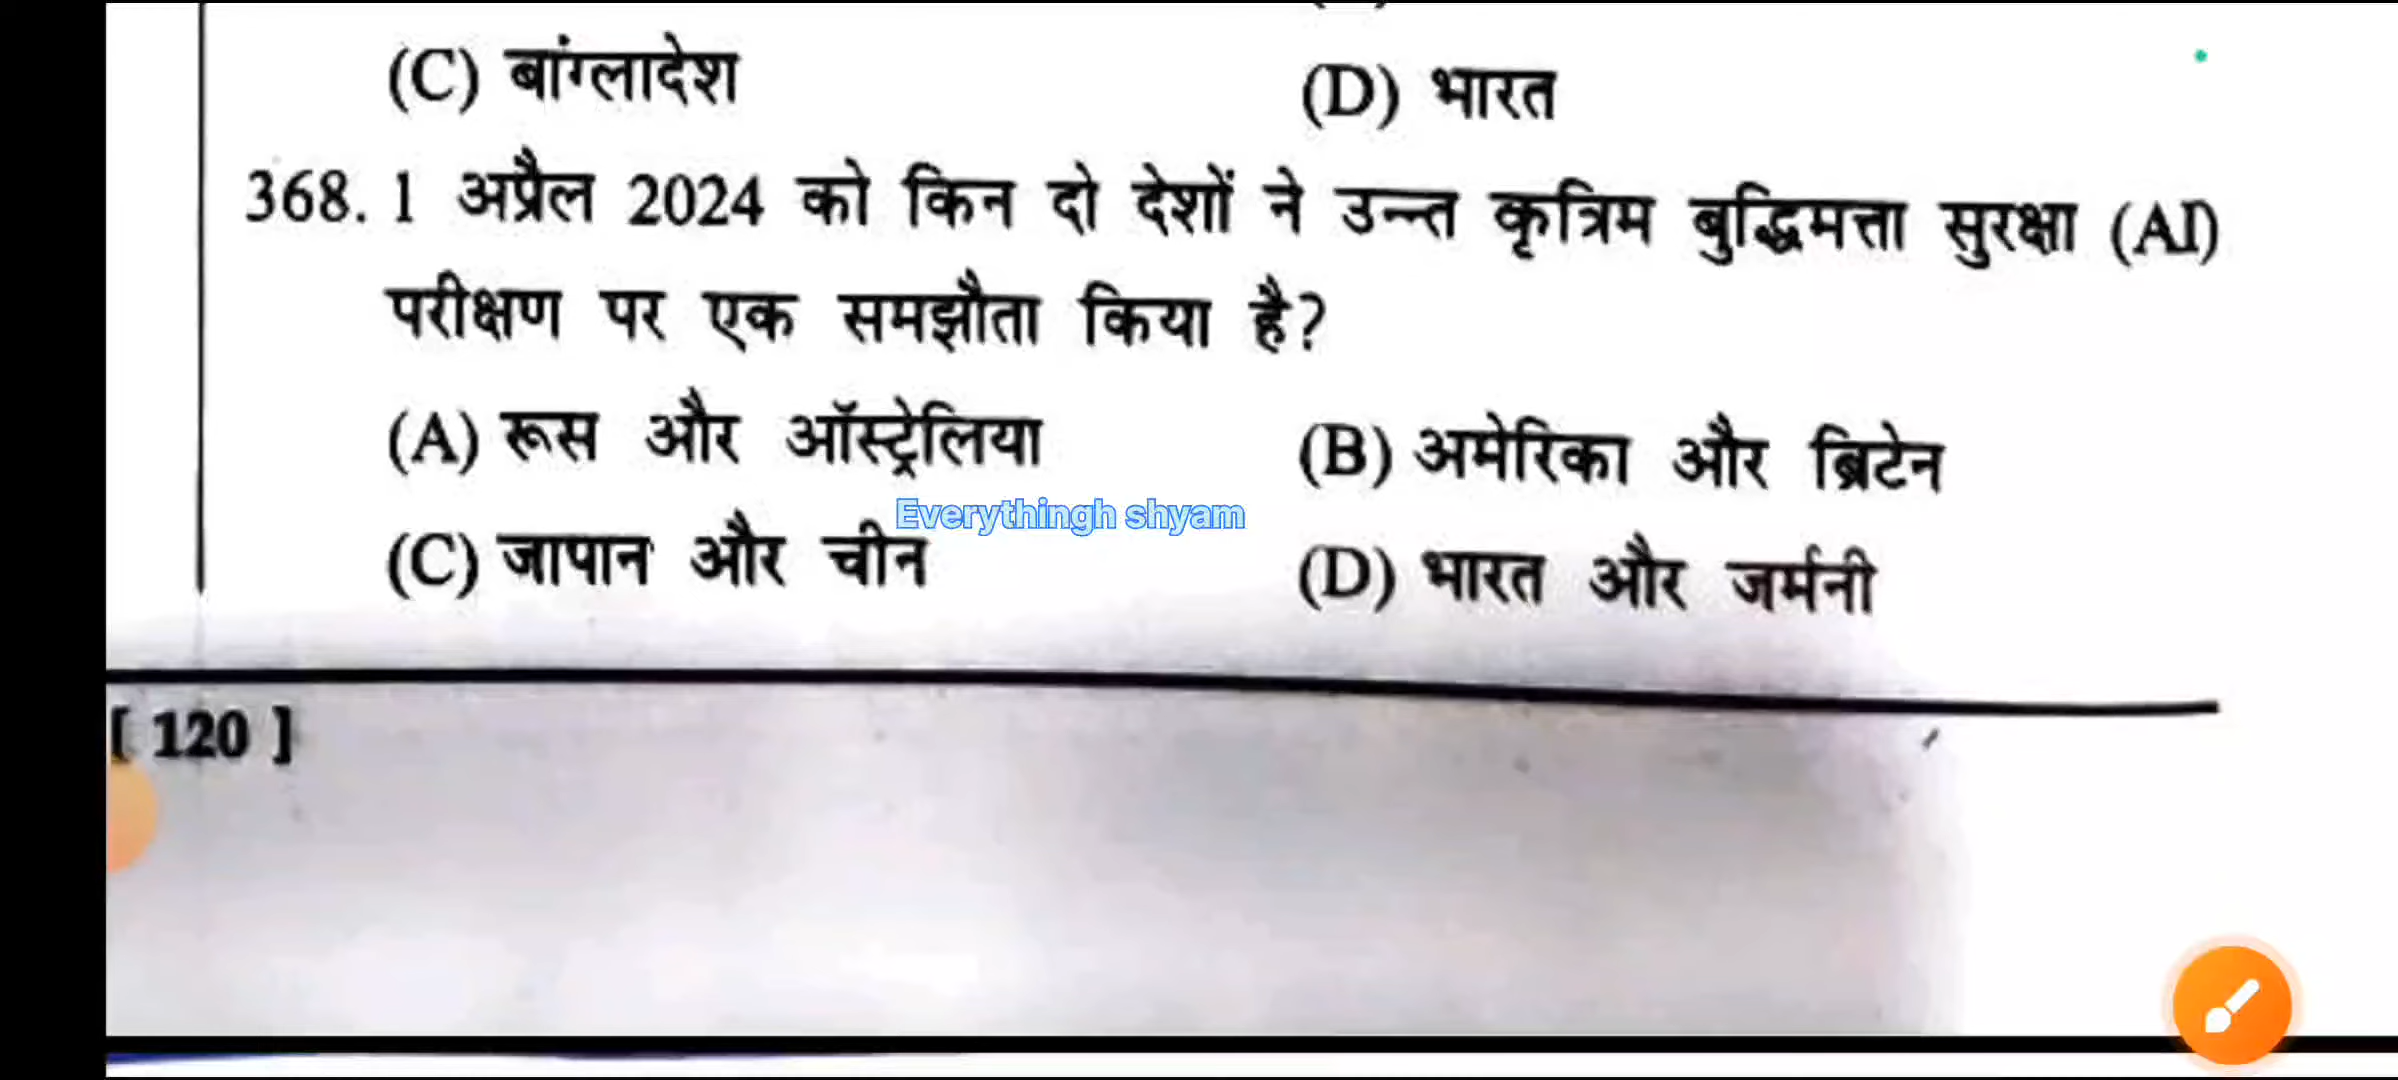 (C) बांग्लादेश (D) भारत
368. 1 अप्रैल 2024 को किन दो देशों ने उन्न्त कृत्रिम बुद्धिमत्ता सुरक्षा (AI)
परीक्षण पर एक समझौता किया है?
(A) रूस और ऑस्ट्रेलिया (B) अमेरिका और ब्रिटेन
Everythingh shyam
(C) जापान और चीन (D) भारत और जर्मनी
[ 120 ]